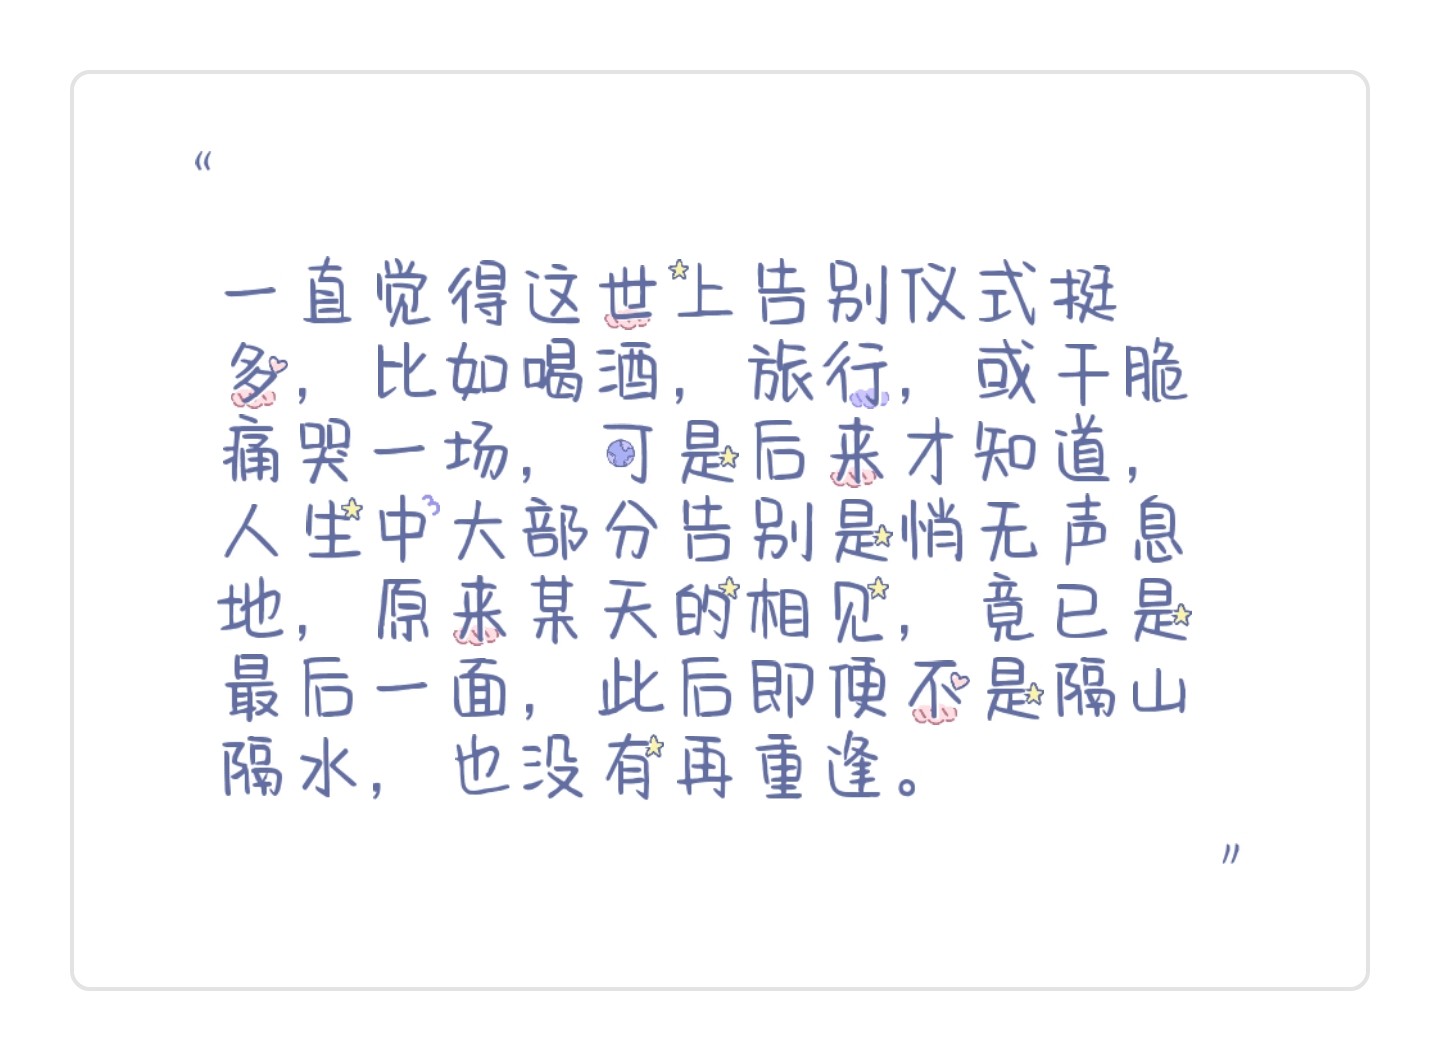 “
一直觉得这世上告别仪式挺
多，比如喝酒，旅行，或干脆
痛哭一场，可是后来才知道，
人生中大部分告别是悄无声息
地，原来某天的相见，竟已是
最后一面，此后即便不是隔山
隔水，也没有再重逢。
”